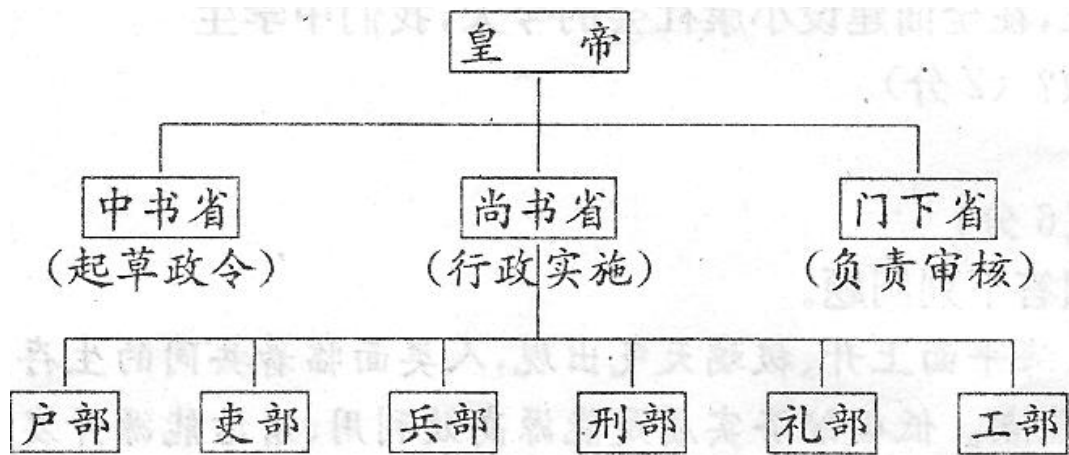 皇 帝
中书省 尚书省 门下省
(起草政令) (行政实施) (负责审核)
户部 吏部 兵部 刑部 礼部 工部